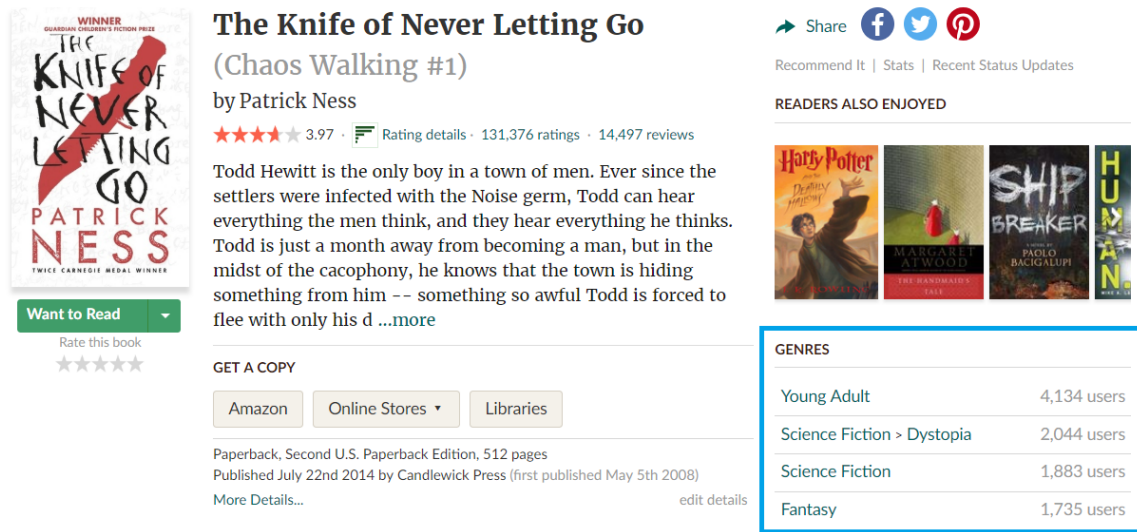 WINNER
GUARDIAN CHILDREN'S FICTION PRIZE
THE
KNIFE OF
NEVER
LETTING
GO
PATRICK
NESS
TWICE CARNEGIE MEDAL WINNER
Want to Read
Rate this book
The Knife of Never Letting Go
(Chaos Walking #1)
by Patrick Ness
3.97 · Rating details · 131,376 ratings · 14,497 reviews
Todd Hewitt is the only boy in a town of men. Ever since the
settlers were infected with the Noise germ, Todd can hear
everything the men think, and they hear everything he thinks.
Todd is just a month away from becoming a man, but in the
midst of the cacophony, he knows that the town is hiding
something from him -- something so awful Todd is forced to
flee with only his d ...more
GET A COPY
Amazon
Online Stores ▾
Libraries
Paperback, Second U.S. Paperback Edition, 512 pages
Published July 22nd 2014 by Candlewick Press (first published May 5th 2008)
More Details...
edit details
Share
Recommend It | Stats | Recent Status Updates
READERS ALSO ENJOYED
Harry Potter
AND THE
DEATHLY
HALLOWS
MARGARET
ATWOOD
THE HANDMAID'S
TALE
SHIP
BREAKER
A NOVEL BY
PAOLO
BACIGALUPI
HUMAN.
GENRES
Young Adult 4,134 users
Science Fiction > Dystopia 2,044 users
Science Fiction 1,883 users
Fantasy 1,735 users